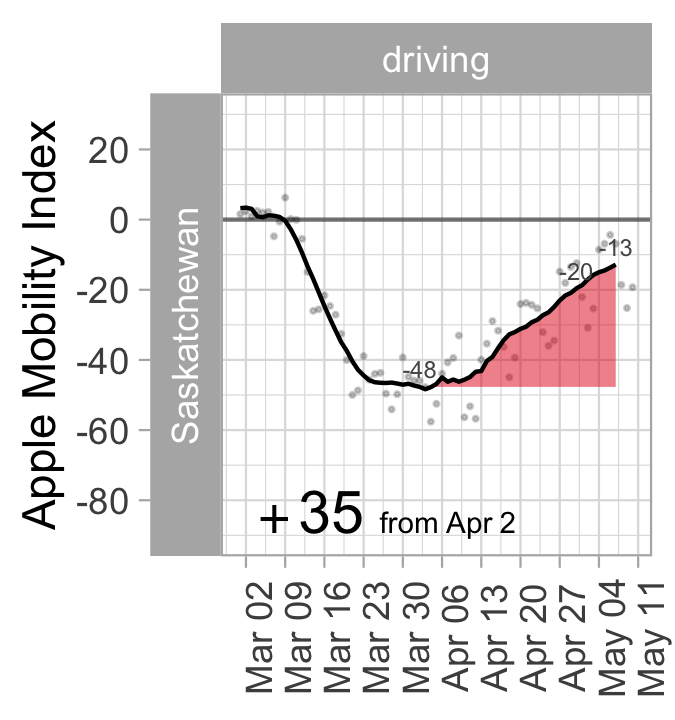 driving
Apple Mobility Index
Saskatchewan
20
0
-20
-40
-60
-80
-48
-20
-13
+35 from Apr 2
Mar 02
Mar 09
Mar 16
Mar 23
Mar 30
Apr 06
Apr 13
Apr 20
Apr 27
May 04
May 11